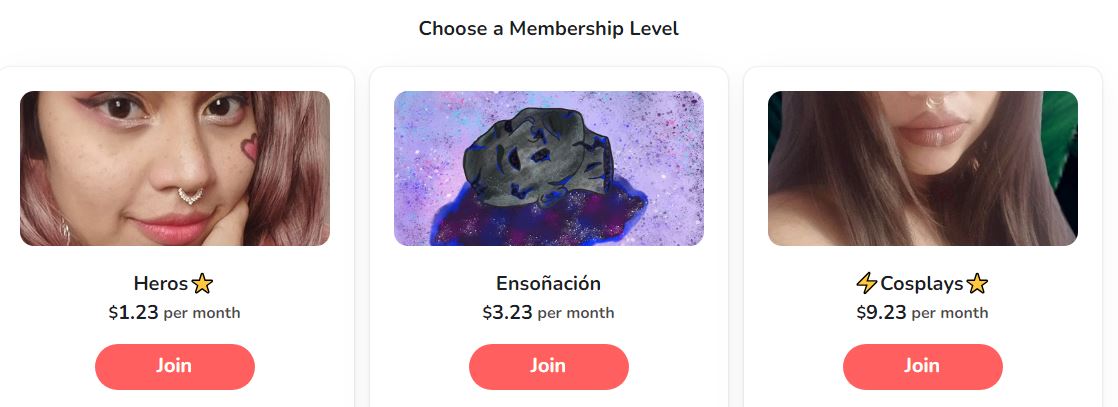 Choose a Membership Level
Heros⭐
$1.23 per month
Join
Ensoñación
$3.23 per month
Join
⚡Cosplays⭐
$9.23 per month
Join